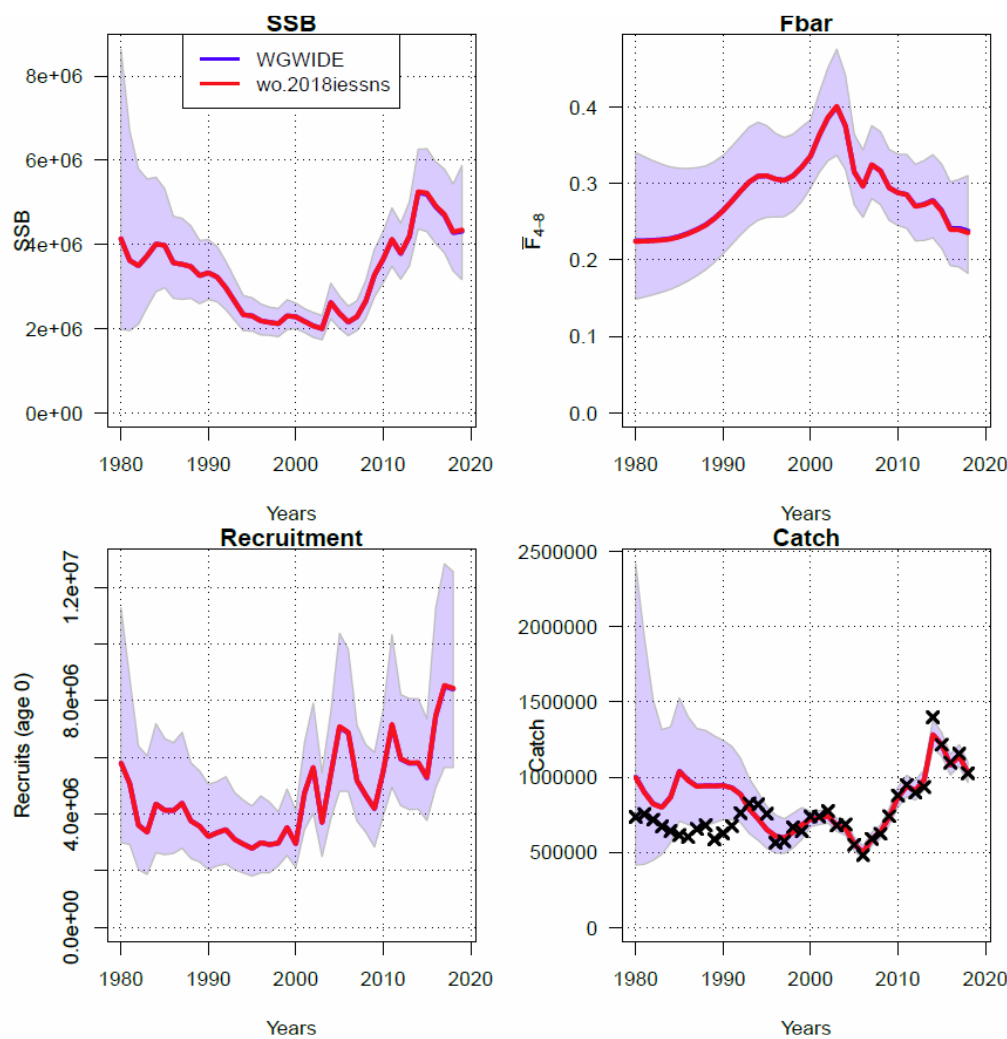 SSB
WGWIDE
wo.2018iessns
8e+06
6e+06
4e+06
2e+06
0e+00
SSB
1980 1990 2000 2010 2020
Years
Fbar
0.4
0.3
0.2
0.1
0.0
F̅4−8
1980 1990 2000 2010 2020
Years
Recruitment
1.2e+07
8.0e+06
4.0e+06
0.0e+00
Recruits (age 0)
1980 1990 2000 2010 2020
Years
Catch
2500000
2000000
1500000
1000000
500000
0
Catch
1980 1990 2000 2010 2020
Years